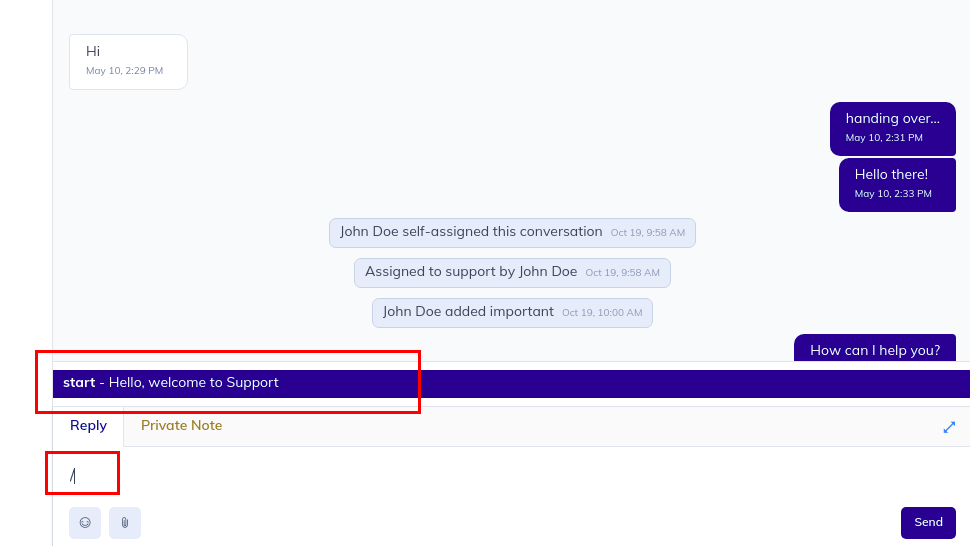 Hi
May 10, 2:29 PM
handing over...
May 10, 2:31 PM
Hello there!
May 10, 2:33 PM
John Doe self-assigned this conversation Oct 19, 9:58 AM
Assigned to support by John Doe Oct 19, 9:58 AM
John Doe added important Oct 19, 10:00 AM
How can I help you?
start - Hello, welcome to Support
Reply Private Note
/
Send